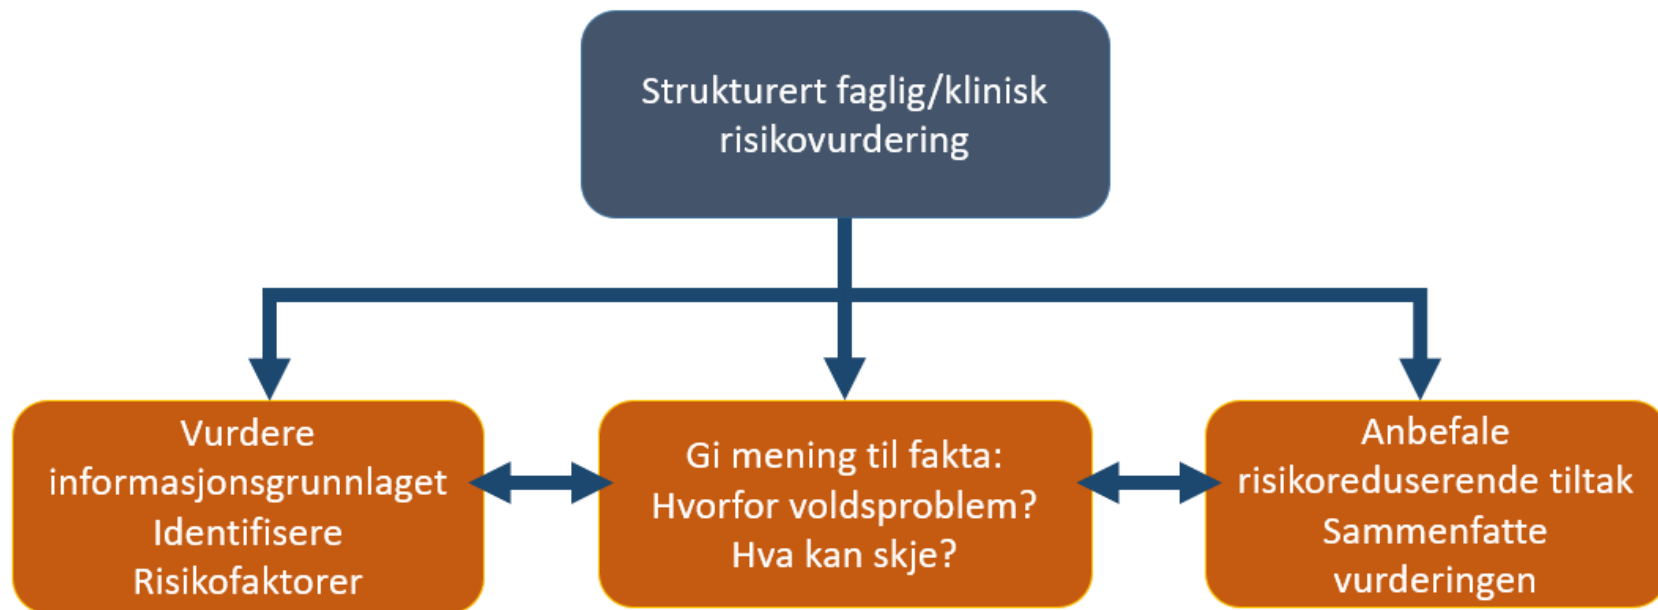 Strukturert faglig/klinisk
risikovurdering
Vurdere
informasjonsgrunnlaget
Identifisere
Risikofaktorer
Gi mening til fakta:
Hvorfor voldsproblem?
Hva kan skje?
Anbefale
risikoreduserende tiltak
Sammenfatte
vurderingen